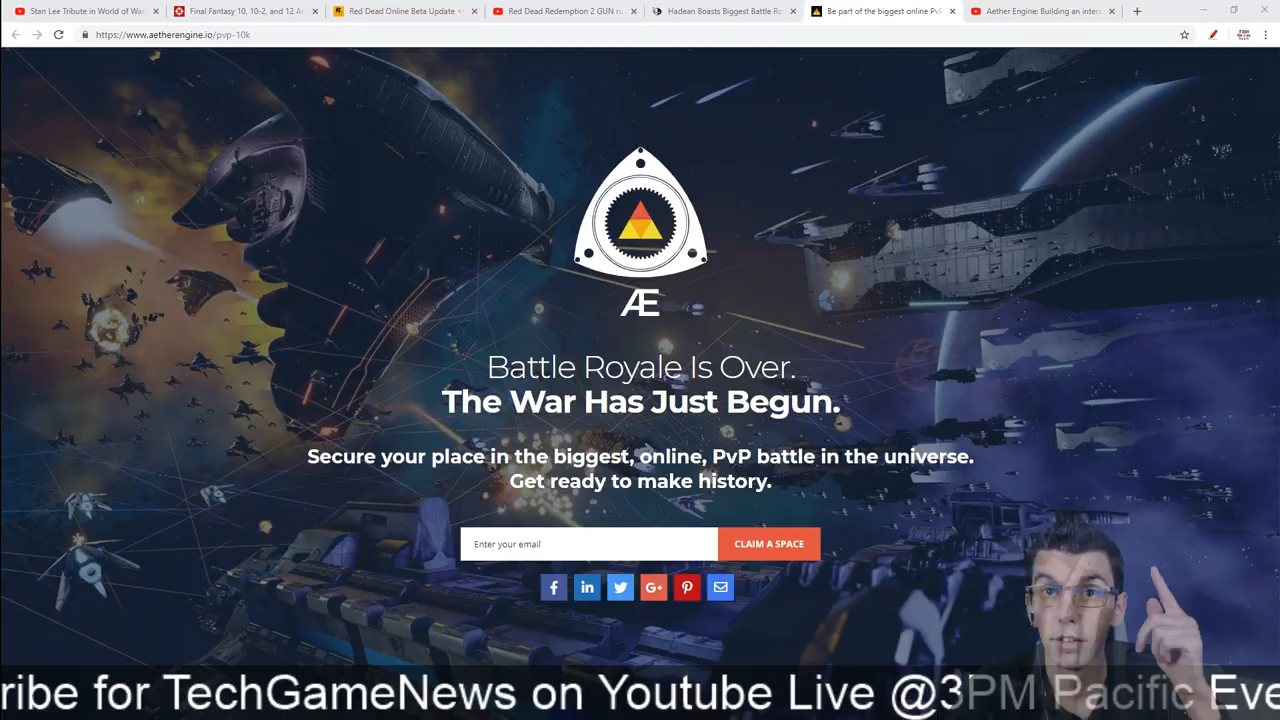 Stan Lee Tribute in World of War
Final Fantasy 10, 10-2, and 12 A
Red Dead Online Beta Update
Red Dead Redemption 2 GUN
Hadean Boasts Biggest Battle Ro
Be part of the biggest online PvP
Aether Engine: Building an inter
https://www.aetherengine.io/pvp-10k
Æ
Battle Royale Is Over.
The War Has Just Begun.
Secure your place in the biggest, online, PvP battle in the universe.
Get ready to make history.
Enter your email
CLAIM A SPACE
f in G+
ribe for TechGameNews on Youtube Live @3PM Pacific Eve